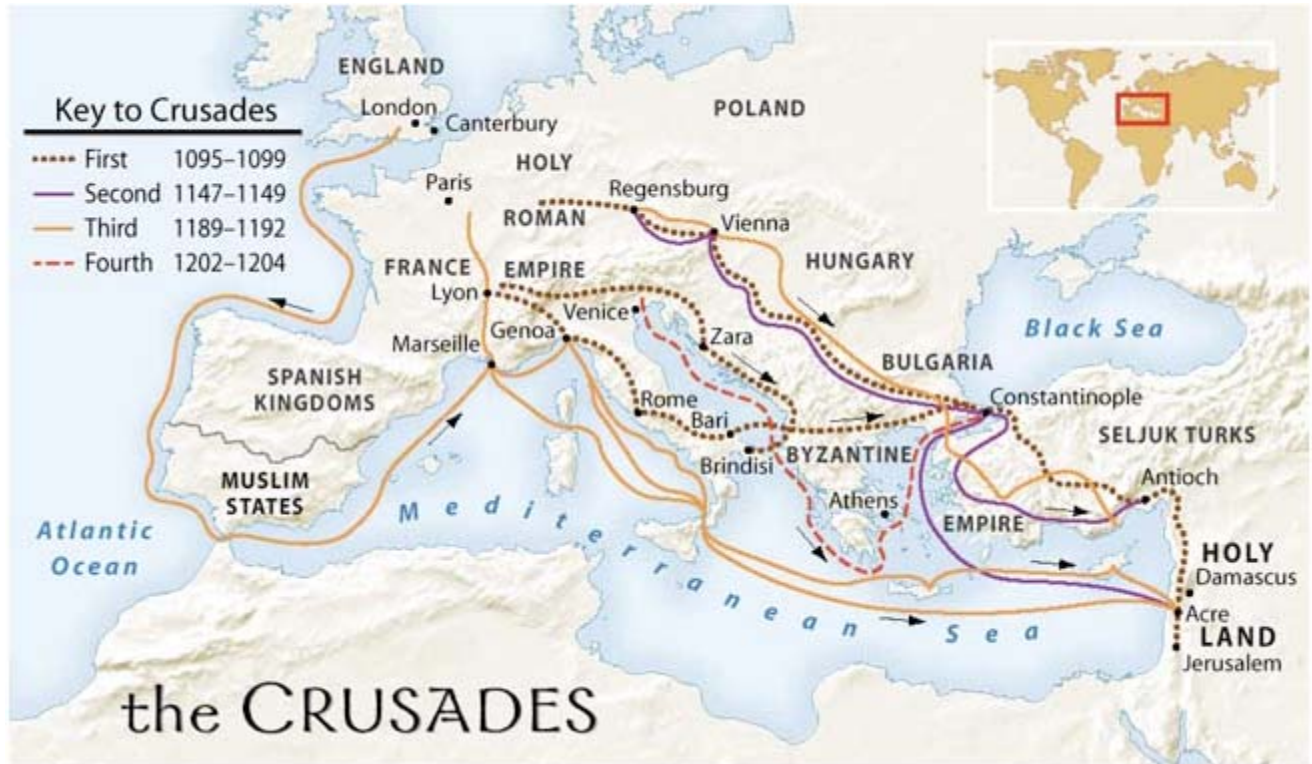 ENGLAND
London
Canterbury
POLAND
Key to Crusades
First 1095–1099
Second 1147–1149
Third 1189–1192
Fourth 1202–1204
HOLY
ROMAN
EMPIRE
Paris
Regensburg
Vienna
FRANCE
HUNGARY
Lyon
Venice
Genoa
Zara
Marseille
Black Sea
BULGARIA
SPANISH
KINGDOMS
Constantinople
Rome
Bari
Brindisi
SELJUK TURKS
BYZANTINE
EMPIRE
MUSLIM
STATES
Athens
Antioch
Atlantic
Ocean
Mediterranean Sea
HOLY
LAND
Damascus
Acre
Jerusalem
the CRUSADES